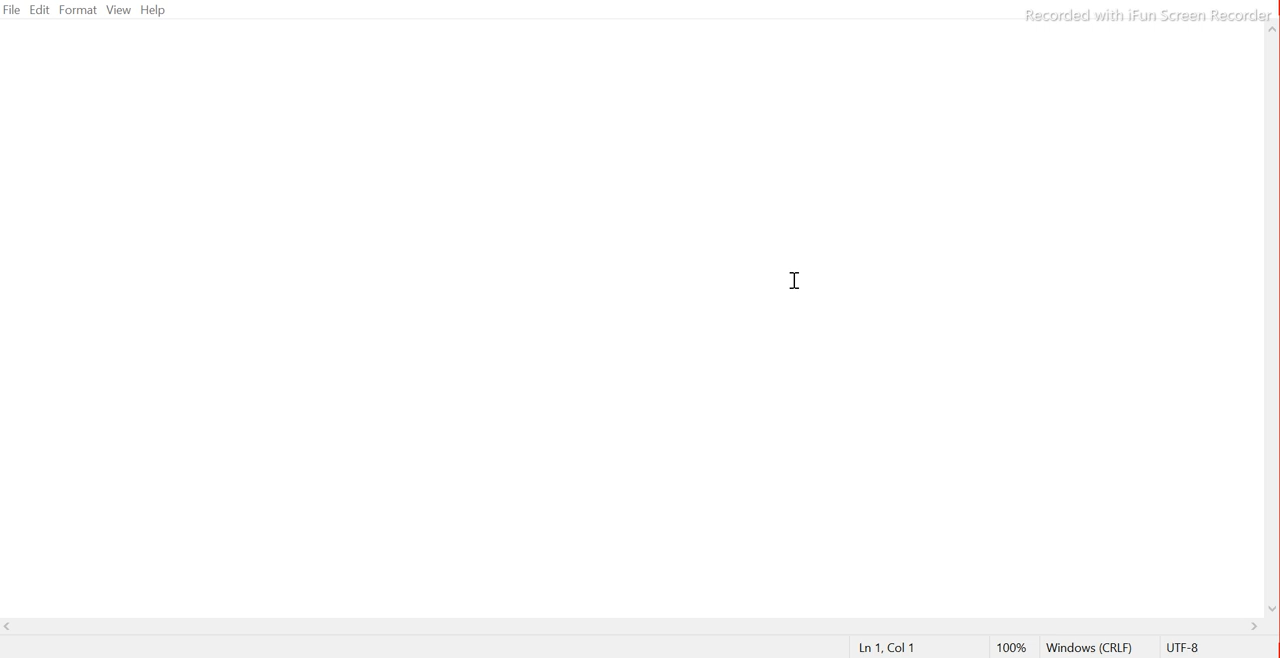 File Edit Format View Help
Recorded with iFun Screen Recorder
Ln 1, Col 1 100% Windows (CRLF) UTF-8